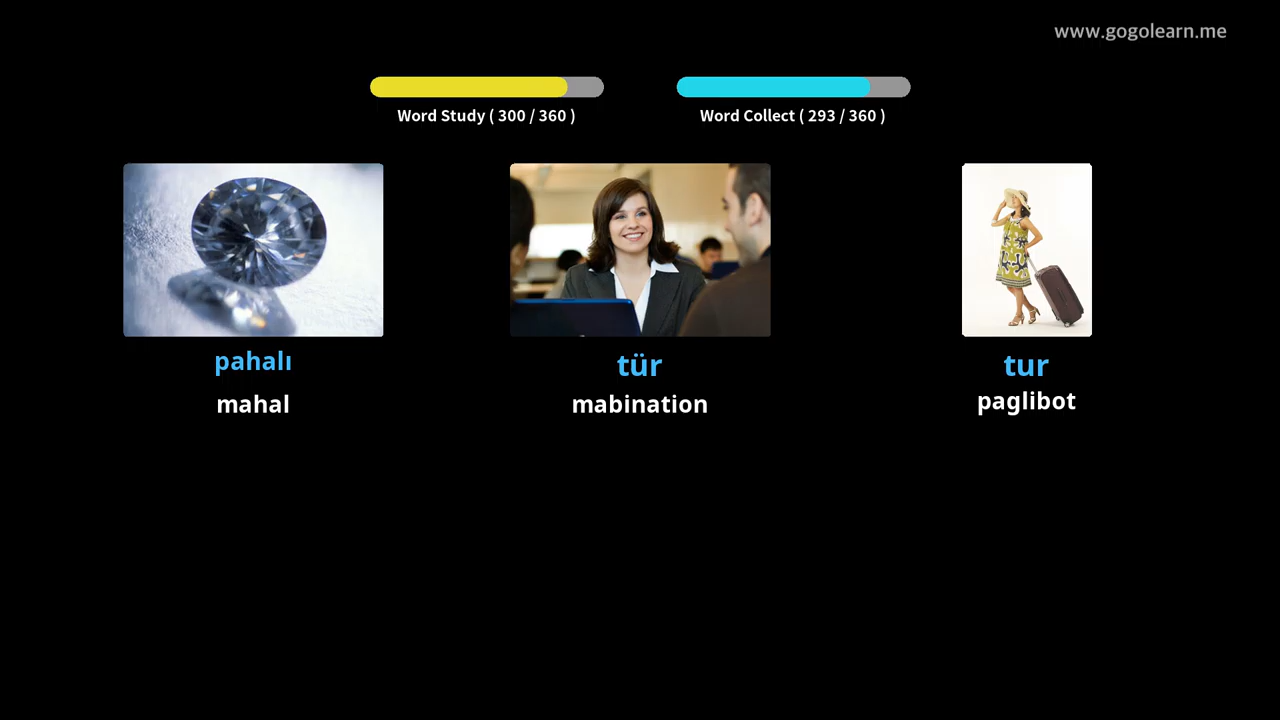 www.gogolearn.me
Word Study ( 300 / 360 )
Word Collect ( 293 / 360 )
pahalı
mahal
tür
mabination
tur
paglibot